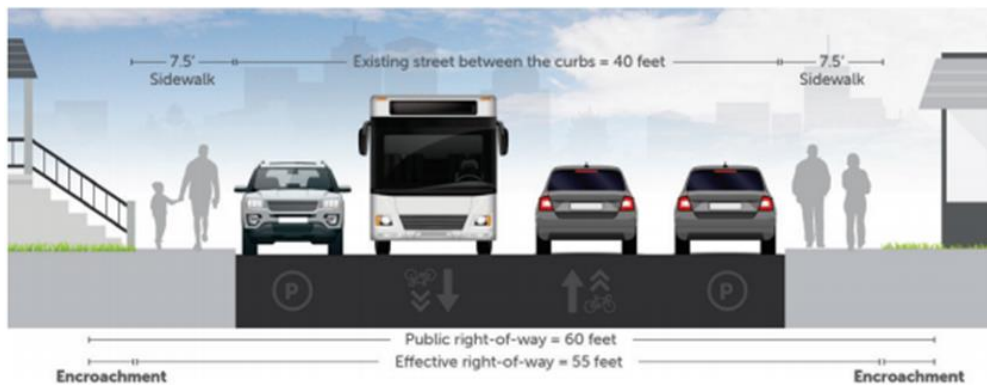 7.5'
Sidewalk
Existing street between the curbs = 40 feet
7.5'
Sidewalk
P
P
Public right-of-way = 60 feet
Effective right-of-way = 55 feet
Encroachment
Encroachment